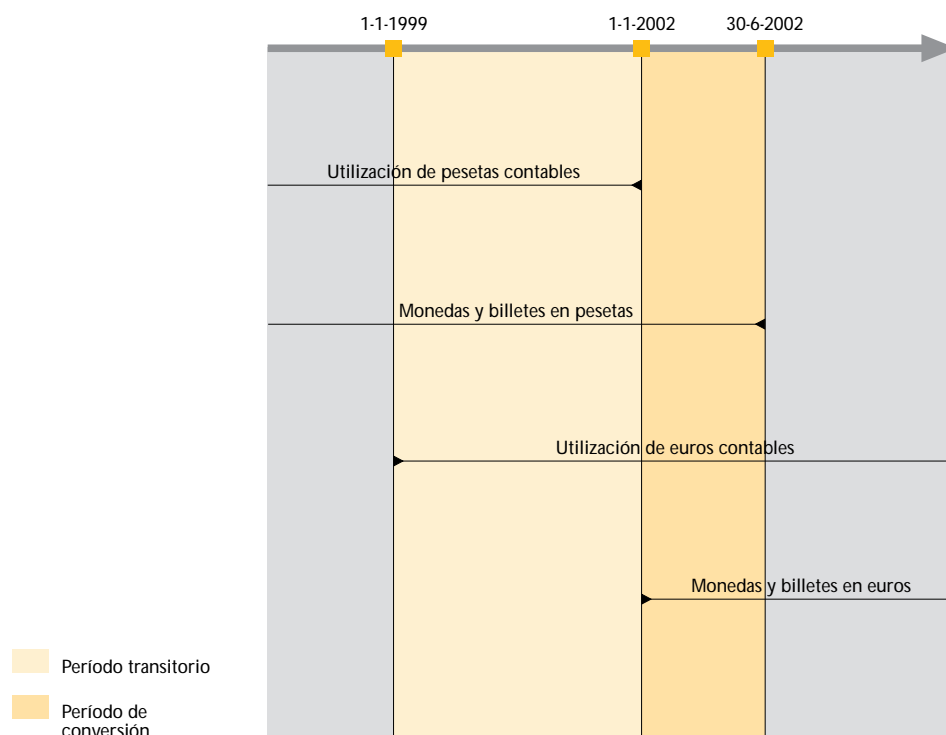 1-1-1999 1-1-2002 30-6-2002
Utilización de pesetas contables
Monedas y billetes en pesetas
Utilización de euros contables
Monedas y billetes en euros
Período transitorio
Período de
conversión